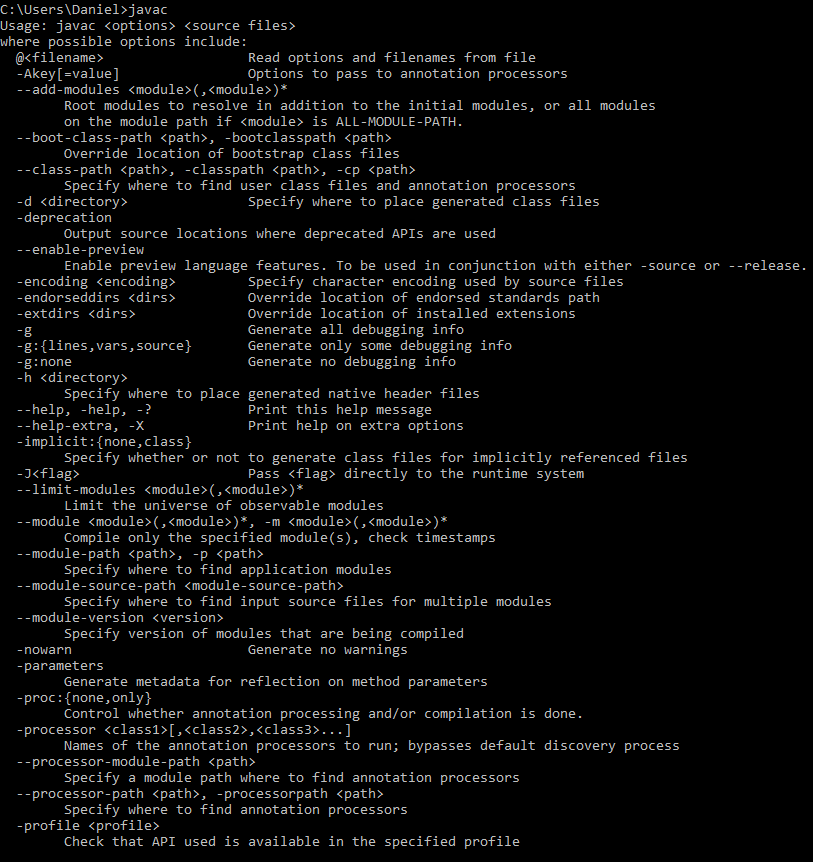 C:\Users\Daniel>javac
Usage: javac <options> <source files>
where possible options include:
  @<filename>                  Read options and filenames from file
  -Akey[=value]                Options to pass to annotation processors
  --add-modules <module>(,<module>)*
        Root modules to resolve in addition to the initial modules, or all modules
        on the module path if <module> is ALL-MODULE-PATH.
  --boot-class-path <path>, -bootclasspath <path>
        Override location of bootstrap class files
  --class-path <path>, -classpath <path>, -cp <path>
        Specify where to find user class files and annotation processors
  -d <directory>               Specify where to place generated class files
  -deprecation
        Output source locations where deprecated APIs are used
  --enable-preview
        Enable preview language features. To be used in conjunction with either -source or --release.
  -encoding <encoding>         Specify character encoding used by source files
  -endorseddirs <dirs>         Override location of endorsed standards path
  -extdirs <dirs>              Override location of installed extensions
  -g                           Generate all debugging info
  -g:{lines,vars,source}       Generate only some debugging info
  -g:none                      Generate no debugging info
  -h <directory>
        Specify where to place generated native header files
  --help, -help, -?            Print this help message
  --help-extra, -X             Print help on extra options
  -implicit:{none,class}
        Specify whether or not to generate class files for implicitly referenced files
  -J<flag>                     Pass <flag> directly to the runtime system
  --limit-modules <module>(,<module>)*
        Limit the universe of observable modules
  --module <module>(,<module>)*, -m <module>(,<module>)*
        Compile only the specified module(s), check timestamps
  --module-path <path>, -p <path>
        Specify where to find application modules
  --module-source-path <module-source-path>
        Specify where to find input source files for multiple modules
  --module-version <version>
        Specify version of modules that are being compiled
  -nowarn                      Generate no warnings
  -parameters
        Generate metadata for reflection on method parameters
  -proc:{none,only}
        Control whether annotation processing and/or compilation is done.
  -processor <class1>[,<class2>,<class3>...]
        Names of the annotation processors to run; bypasses default discovery process
  --processor-module-path <path>
        Specify a module path where to find annotation processors
  --processor-path <path>, -processorpath <path>
        Specify where to find annotation processors
  -profile <profile>
        Check that API used is available in the specified profile